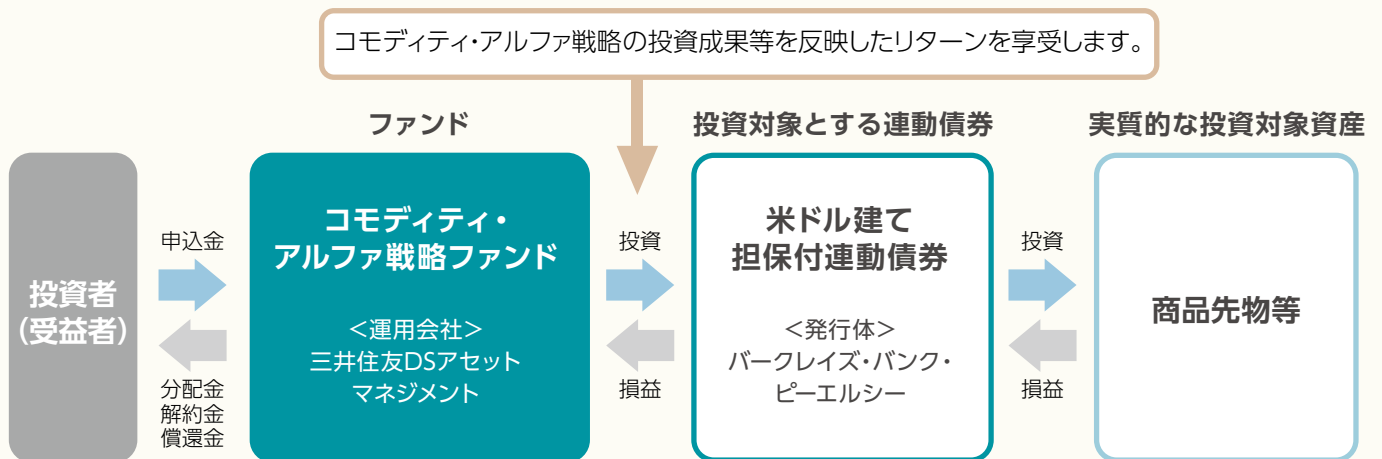 コモディティ・アルファ戦略の投資成果等を反映したリターンを享受します。
ファンド
投資対象とする連動債券
実質的な投資対象資産
投資者
(受益者)
申込金
分配金
解約金
償還金
コモディティ・
アルファ戦略ファンド
＜運用会社＞
三井住友DSアセット
マネジメント
投資
損益
米ドル建て
担保付連動債券
＜発行体＞
バークレイズ・バンク・
ピーエルシー
投資
損益
商品先物等